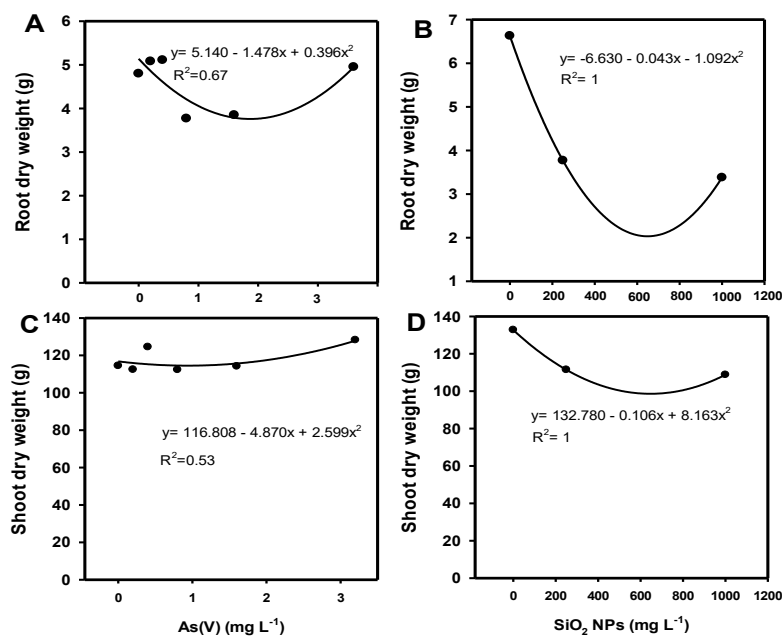 A
y= 5.140 - 1.478x + 0.396x²
R²=0.67
Root dry weight (g)
6
5
4
3
2
1
0
0 1 2 3
B
y= -6.630 - 0.043x - 1.092x²
R²= 1
Root dry weight (g)
7
6
5
4
3
2
1
0 200 400 600 800 1000 1200
C
y= 116.808 - 4.870x + 2.599x²
R²=0.53
Shoot dry weight (g)
140
120
100
80
60
40
20
0
0 1 2 3
As(V) (mg L⁻¹)
D
y= 132.780 - 0.106x + 8.163x²
R²= 1
Shoot dry weight (g)
140
120
100
80
60
40
20
0
0 200 400 600 800 1000 1200
SiO₂ NPs (mg L⁻¹)